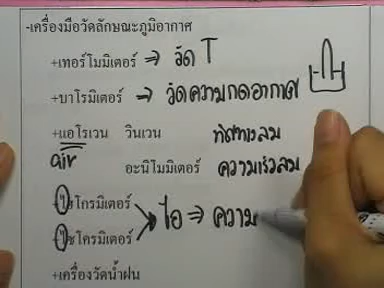 -เครื่องมือวัดลักษณะภูมิอากาศ
+เทอร์โมมิเตอร์ ⇒ วัด T
+บาโรมิเตอร์ ⇒ วัดความกดอากาศ
+แอโรเวน วินเวน ทิศทางลม
air อะนิโมมิเตอร์ ความเร็วลม
+ไฮโกรมิเตอร์
ไอ ⇒ ความ
+ไซโครมิเตอร์
+เครื่องวัดน้ำฝน